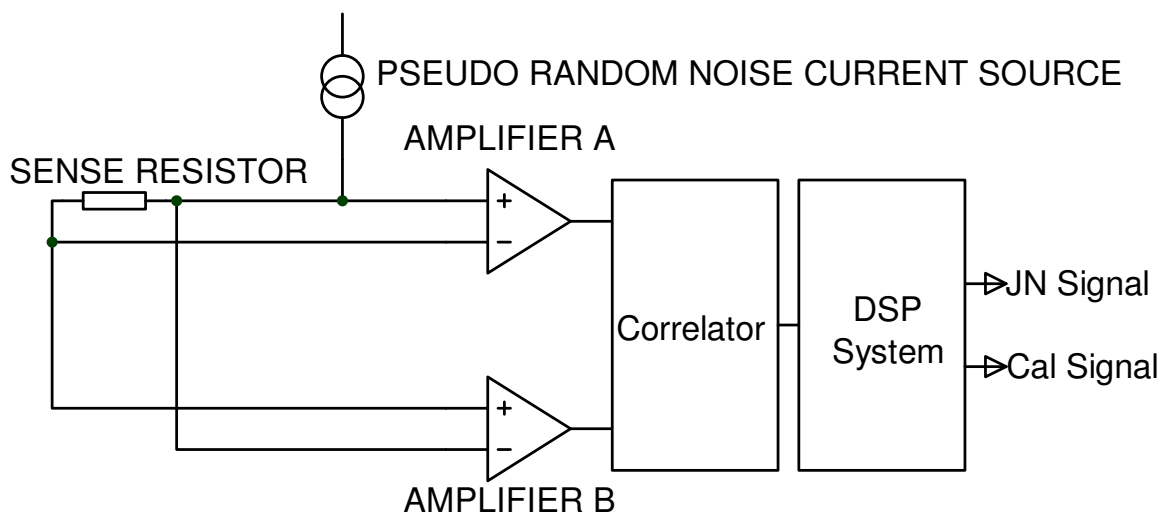 PSEUDO RANDOM NOISE CURRENT SOURCE
AMPLIFIER A
SENSE RESISTOR
+
−
JN Signal
DSP
System
Correlator
Cal Signal
+
−
AMPLIFIER B